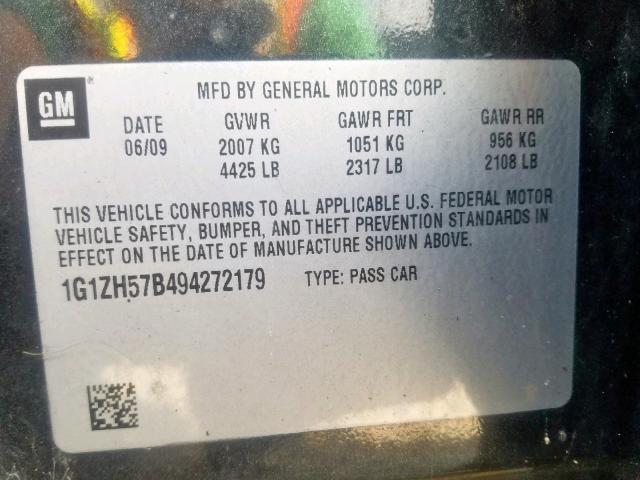 GM®
MFD BY GENERAL MOTORS CORP.
DATE GVWR GAWR FRT GAWR RR
06/09 2007 KG 1051 KG 956 KG
4425 LB 2317 LB 2108 LB
THIS VEHICLE CONFORMS TO ALL APPLICABLE U.S. FEDERAL MOTOR
VEHICLE SAFETY, BUMPER, AND THEFT PREVENTION STANDARDS IN
EFFECT ON THE DATE OF MANUFACTURE SHOWN ABOVE.
1G1ZH57B494272179 TYPE: PASS CAR